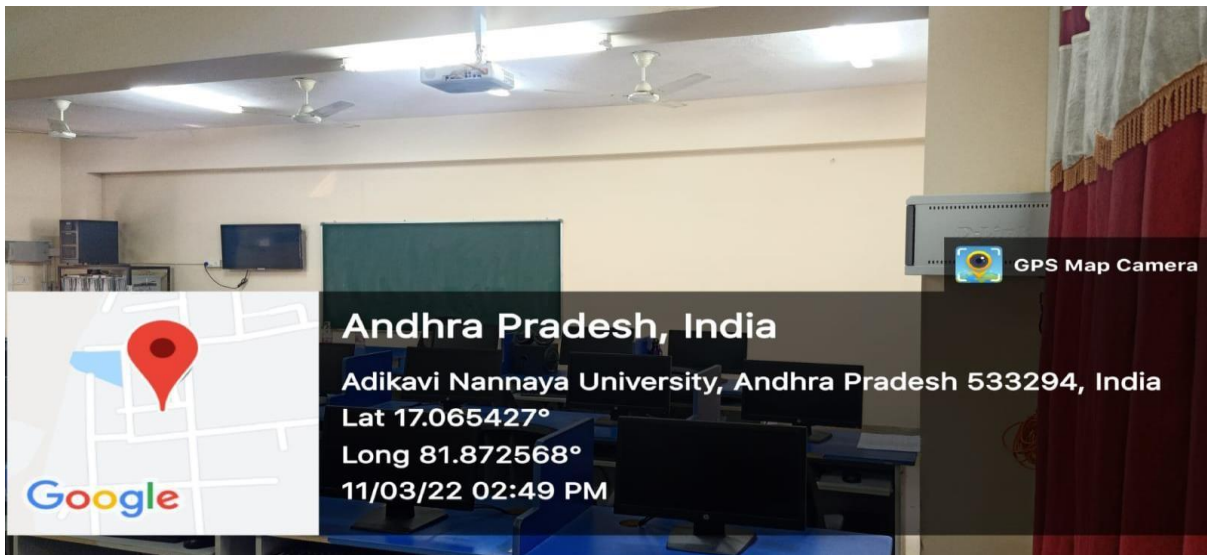 GPS Map Camera
Andhra Pradesh, India
Adikavi Nannaya University, Andhra Pradesh 533294, India
Lat 17.065427°
Long 81.872568°
11/03/22 02:49 PM
Google